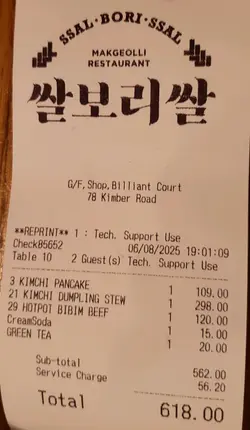 SSAL·BORI·SSAL
MAKGEOLLI
RESTAURANT
쌀보리쌀
G/F, Shop, Billiant Court
78 Kimber Road
**REPRINT** 1 : Tech. Support Use
Check85652 06/08/2025 19:01:09
Table 10 2 Guest(s) Tech. Support Use
3 KIMCHI PANCAKE 1 109.00
21 KIMCHI DUMPLING STEW 1 298.00
29 HOTPOT BIBIM BEEF 1 120.00
CreamSoda 1 15.00
GREEN TEA 1 20.00
Sub-total 562.00
Service Charge 56.20
Total 618.00